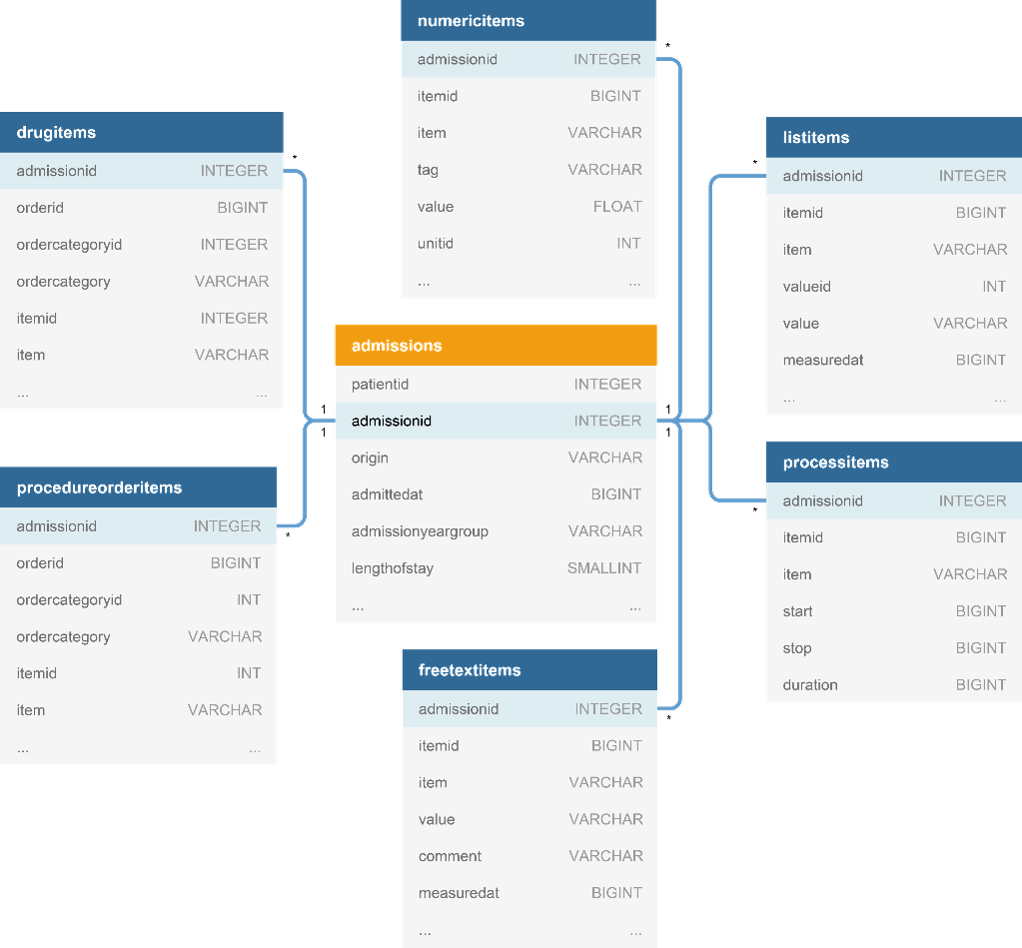 numericitems
admissionid INTEGER
itemid BIGINT
item VARCHAR
tag VARCHAR
value FLOAT
unitid INT
... ...
*
drugitems
admissionid INTEGER
orderid BIGINT
ordercategoryid INTEGER
ordercategory VARCHAR
itemid INTEGER
item VARCHAR
... ...
*
listitems
admissionid INTEGER
itemid BIGINT
item VARCHAR
valueid INT
value VARCHAR
measuredat BIGINT
... ...
*
admissions
patientid INTEGER
1 admissionid INTEGER 1
1 1
origin VARCHAR
admittedat BIGINT
admissionyeargroup VARCHAR
lengthofstay SMALLINT
... ...
procedureorderitems
admissionid INTEGER
orderid BIGINT
ordercategoryid INT
ordercategory VARCHAR
itemid INT
item VARCHAR
... ...
*
processitems
admissionid INTEGER
itemid BIGINT
item VARCHAR
start BIGINT
stop BIGINT
duration BIGINT
*
freetextitems
admissionid INTEGER
itemid BIGINT
item VARCHAR
value VARCHAR
comment VARCHAR
measuredat BIGINT
... ...
*